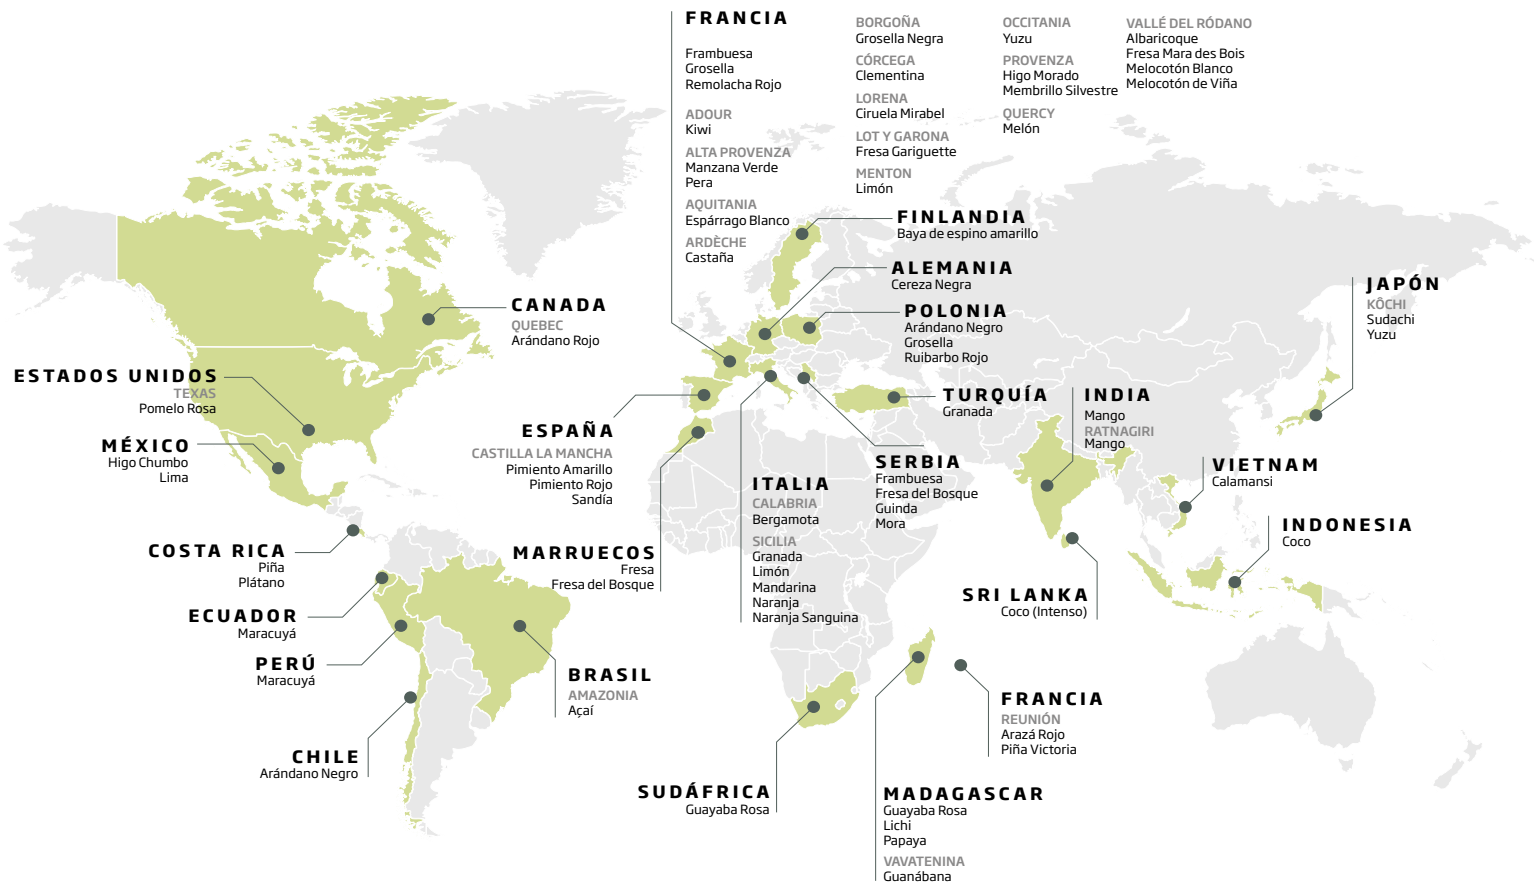 FRANCIA
Frambuesa
Grosella
Remolacha Rojo
ADOUR
Kiwi
ALTA PROVENZA
Manzana Verde
Pera
AQUITANIA
Espárrago Blanco
ARDÈCHE
Castaña
BORGOÑA
Grosella Negra
CÓRCEGA
Clementina
LORENA
Ciruela Mirabel
LOT Y GARONA
Fresa Gariguette
MENTON
Limón
OCCITANIA
Yuzu
PROVENZA
Higo Morado
Membrillo Silvestre
QUERCY
Melón
VALLÉ DEL RÓDANO
Albaricoque
Fresa Mara des Bois
Melocotón Blanco
Melocotón de Viña
FINLANDIA
Baya de espino amarillo
ALEMANIA
Cereza Negra
POLONIA
Arándano Negro
Grosella
Ruibarbo Rojo
JAPÓN
KÔCHI
Sudachi
Yuzu
CANADA
QUEBEC
Arándano Rojo
ESTADOS UNIDOS
TEXAS
Pomelo Rosa
MÉXICO
Higo Chumbo
Lima
ESPAÑA
CASTILLA LA MANCHA
Pimiento Amarillo
Pimiento Rojo
Sandía
TURQUÍA
Granada
INDIA
Mango
RATNAGIRI
Mango
SERBIA
Frambuesa
Fresa del Bosque
Guinda
Mora
ITALIA
CALABRIA
Bergamota
SICILIA
Granada
Limón
Mandarina
Naranja
Naranja Sanguina
VIETNAM
Calamansi
INDONESIA
Coco
COSTA RICA
Piña
Plátano
MARRUECOS
Fresa
Fresa del Bosque
SRI LANKA
Coco (Intenso)
ECUADOR
Maracuyá
PERÚ
Maracuyá
BRASIL
AMAZONIA
Açaí
CHILE
Arándano Negro
FRANCIA
REUNIÓN
Arazá Rojo
Piña Victoria
SUDÁFRICA
Guayaba Rosa
MADAGASCAR
Guayaba Rosa
Lichi
Papaya
VAVATENINA
Guanábana